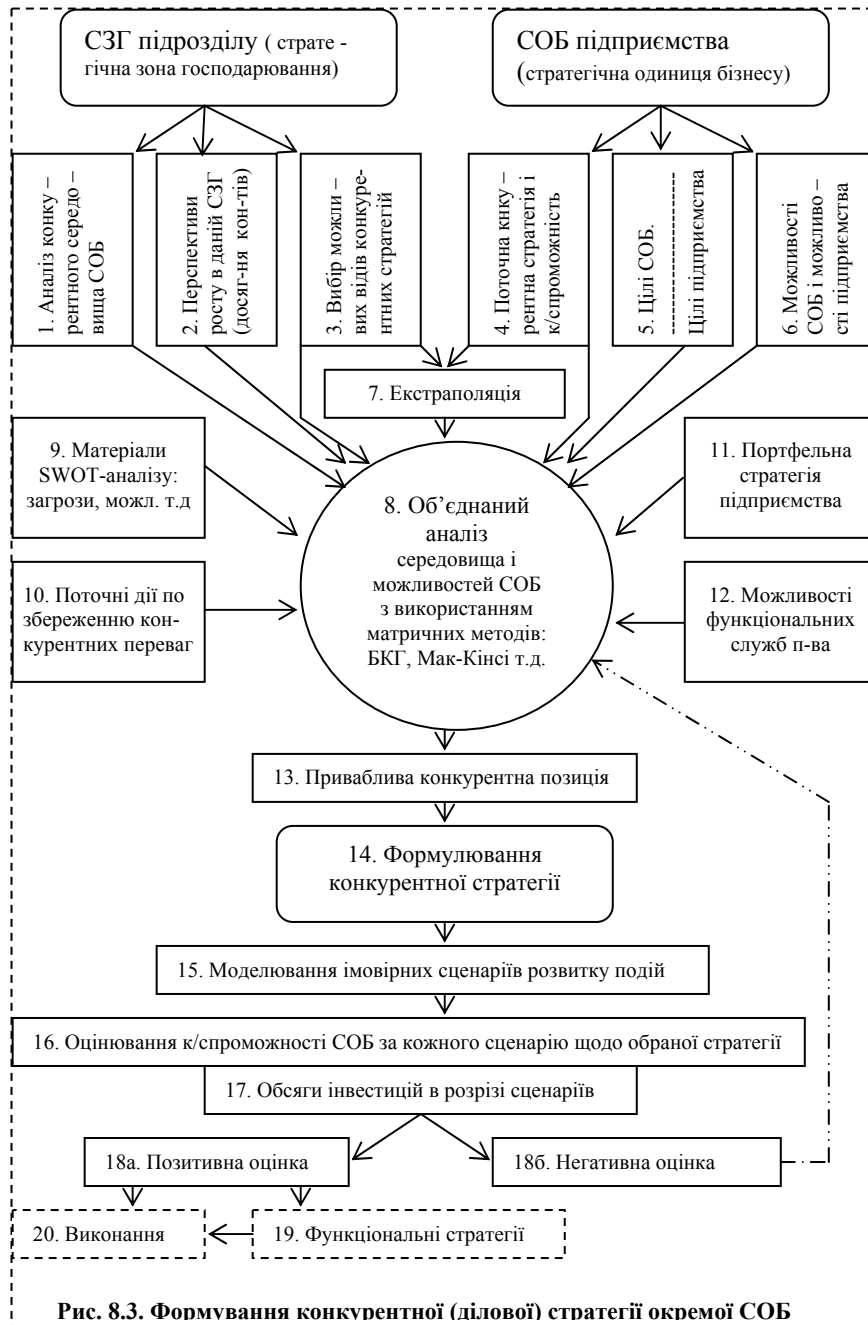 СЗГ підрозділу ( страте -
гічна зона господарювання)
СОБ підприємства
(стратегічна одиниця бізнесу)
1. Аналіз конку –
рентного середо –
вища СОБ
2. Перспективи
росту в даній СЗГ
(досяг-ня кон-тів)
3. Вибір можли –
вих видів конкуре-
нтних стратегій
4. Поточна кнку –
рентна стратегія і
к/спроможність
5. Цілі СОБ.
Цілі підприємства
6. Можливості
СОБ і можливо –
сті підприємства
7. Екстраполяція
9. Матеріали
SWOT-аналізу:
загрози, можл. т.д
11. Портфельна
стратегія
підприємства
8. Об’єднаний
аналіз
середовища і
можливостей СОБ
з використанням
матричних методів:
БКГ, Мак-Кінсі т.д.
10. Поточні дії по
збереженню кон-
курентних переваг
12. Можливості
функціональних
служб п-ва
13. Приваблива конкурентна позиція
14. Формулювання
конкурентної стратегії
15. Моделювання імовірних сценаріїв розвитку подій
16. Оцінювання к/спроможності СОБ за кожного сценарію щодо обраної стратегії
17. Обсяги інвестицій в розрізі сценаріїв
18а. Позитивна оцінка
18б. Негативна оцінка
20. Виконання
19. Функціональні стратегії
Рис. 8.3. Формування конкурентної (ділової) стратегії окремої СОБ